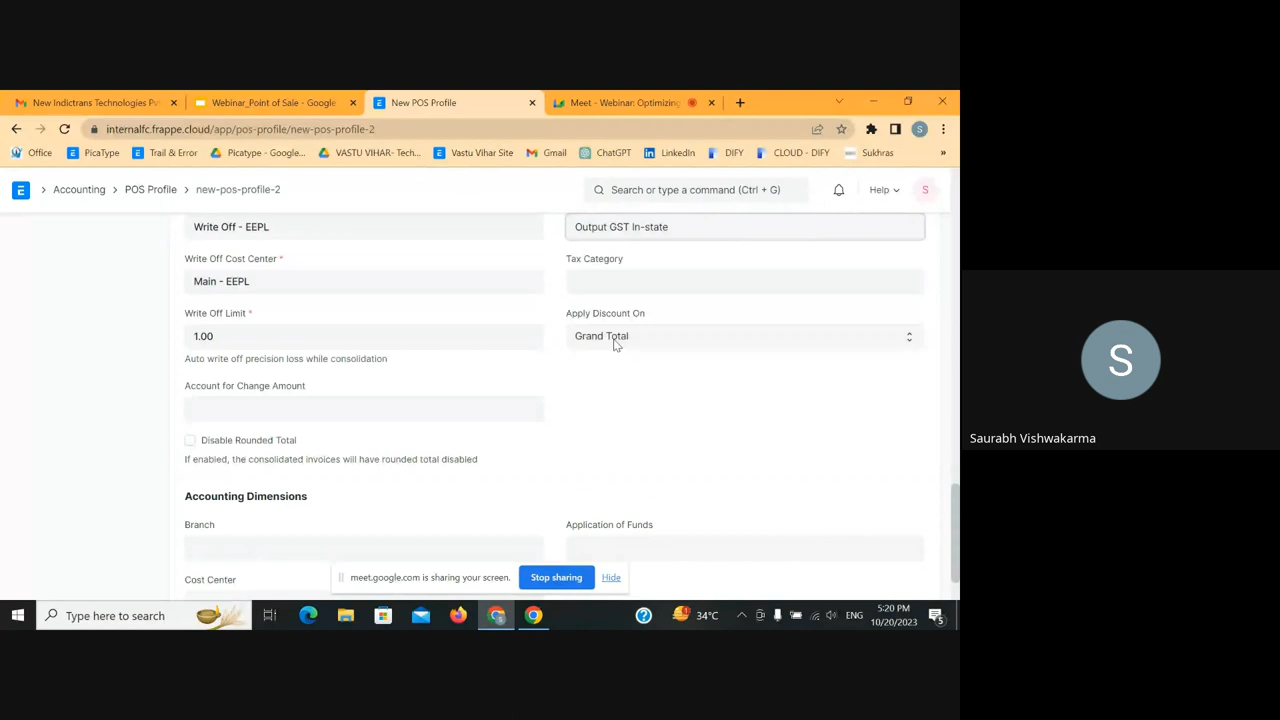 New Indictrans Technologies Pv
Webinar_Point of Sale - Google
New POS Profile
Meet - Webinar: Optimizing
internalfc.frappe.cloud/app/pos-profile/new-pos-profile-2
S
Office
PicaType
Trail & Error
Picatype - Google...
VASTU VIHAR- Tech...
Vastu Vihar Site
Gmail
ChatGPT
LinkedIn
DIFY
CLOUD - DIFY
Sukhras
»
E
Accounting
POS Profile
new-pos-profile-2
Search or type a command (Ctrl + G)
Help
S
Write Off - EEPL
Output GST In-state
Write Off Cost Center *
Tax Category
Main - EEPL
Write Off Limit *
Apply Discount On
1.00
Grand Total
Auto write off precision loss while consolidation
Account for Change Amount
Disable Rounded Total
If enabled, the consolidated invoices will have rounded total disabled
Accounting Dimensions
Branch
Application of Funds
Cost Center
meet.google.com is sharing your screen.
Stop sharing
Hide
Type here to search
34°C
ENG
5:20 PM
10/20/2023
5
S
Saurabh Vishwakarma